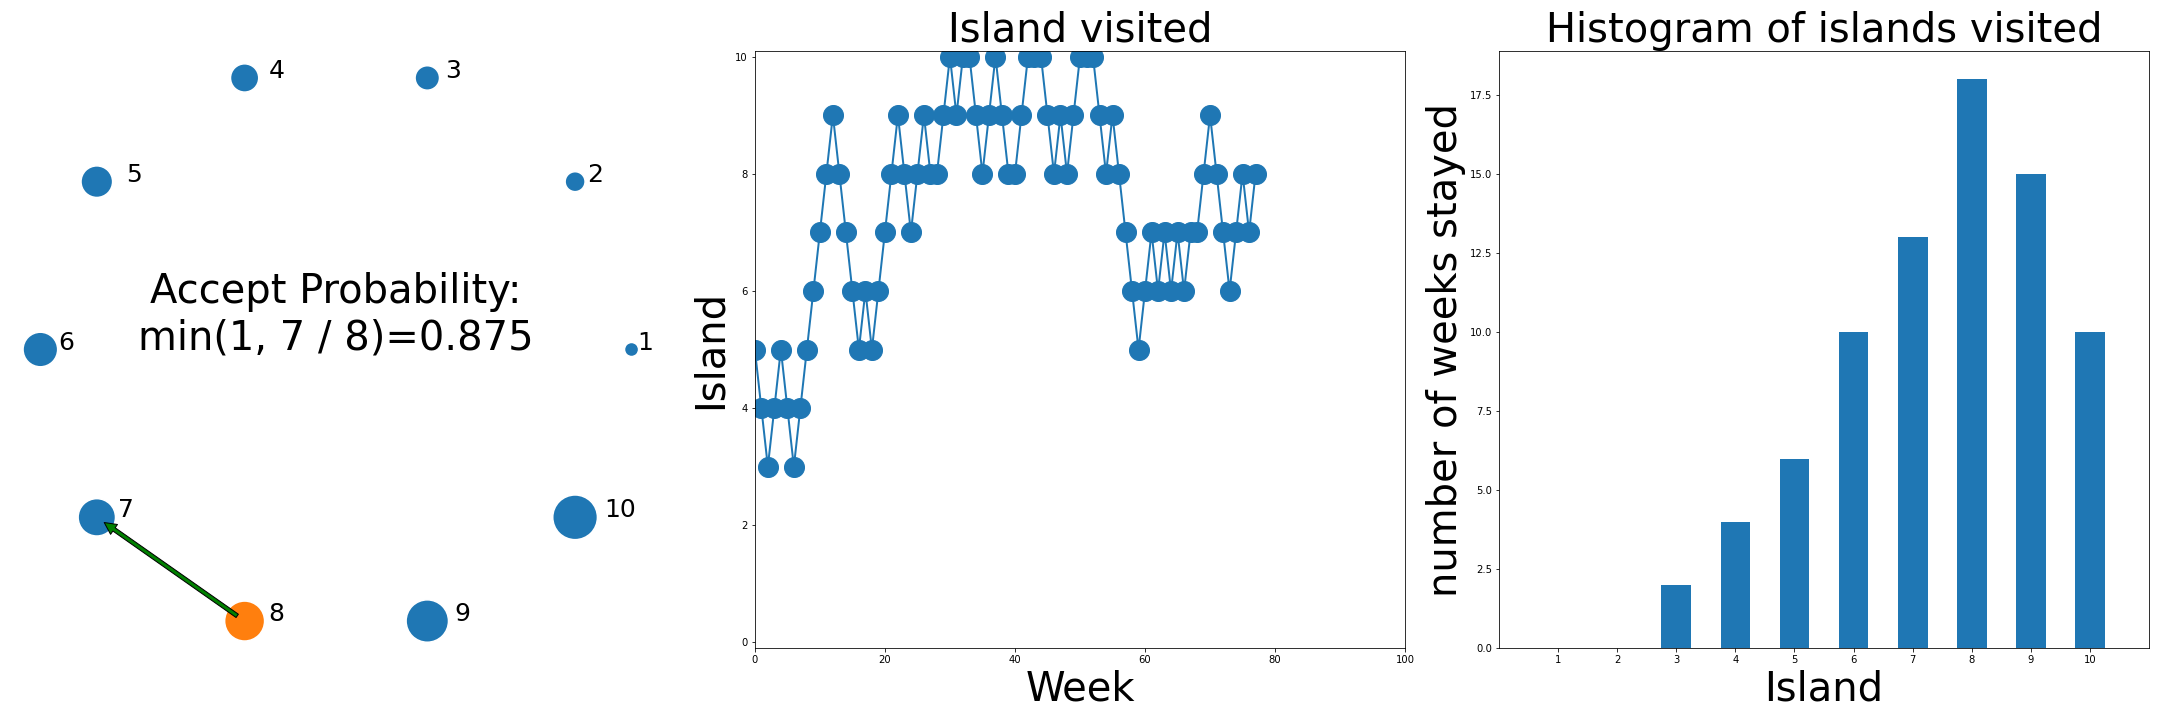 4
3
5
2
Accept Probability:
min(1, 7 / 8)=0.875
6
1
7
10
8
9
Island visited
Island
10
8
6
4
2
0
0 20 40 60 80 100
Week
Histogram of islands visited
number of weeks stayed
17.5
15.0
12.5
10.0
7.5
5.0
2.5
0.0
1 2 3 4 5 6 7 8 9 10
Island